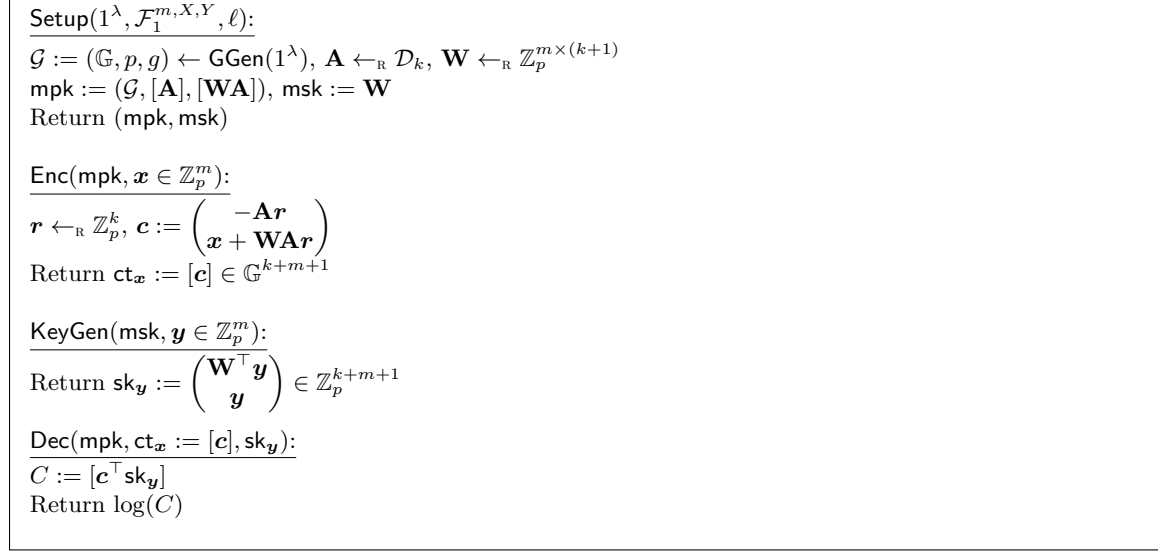 Setup(1^λ, F_1^{m,X,Y}, ℓ):
G := (𝔾, p, g) ← GGen(1^λ), A ←_R D_k, W ←_R ℤ_p^{m×(k+1)}
mpk := (G, [A], [WA]), msk := W
Return (mpk, msk)
Enc(mpk, x ∈ ℤ_p^m):
r ←_R ℤ_p^k, c := (−Ar
x + WAr)
Return ct_x := [c] ∈ 𝔾^{k+m+1}
KeyGen(msk, y ∈ ℤ_p^m):
Return sk_y := (W^⊤ y
y) ∈ ℤ_p^{k+m+1}
Dec(mpk, ct_x := [c], sk_y):
C := [c^⊤ sk_y]
Return log(C)